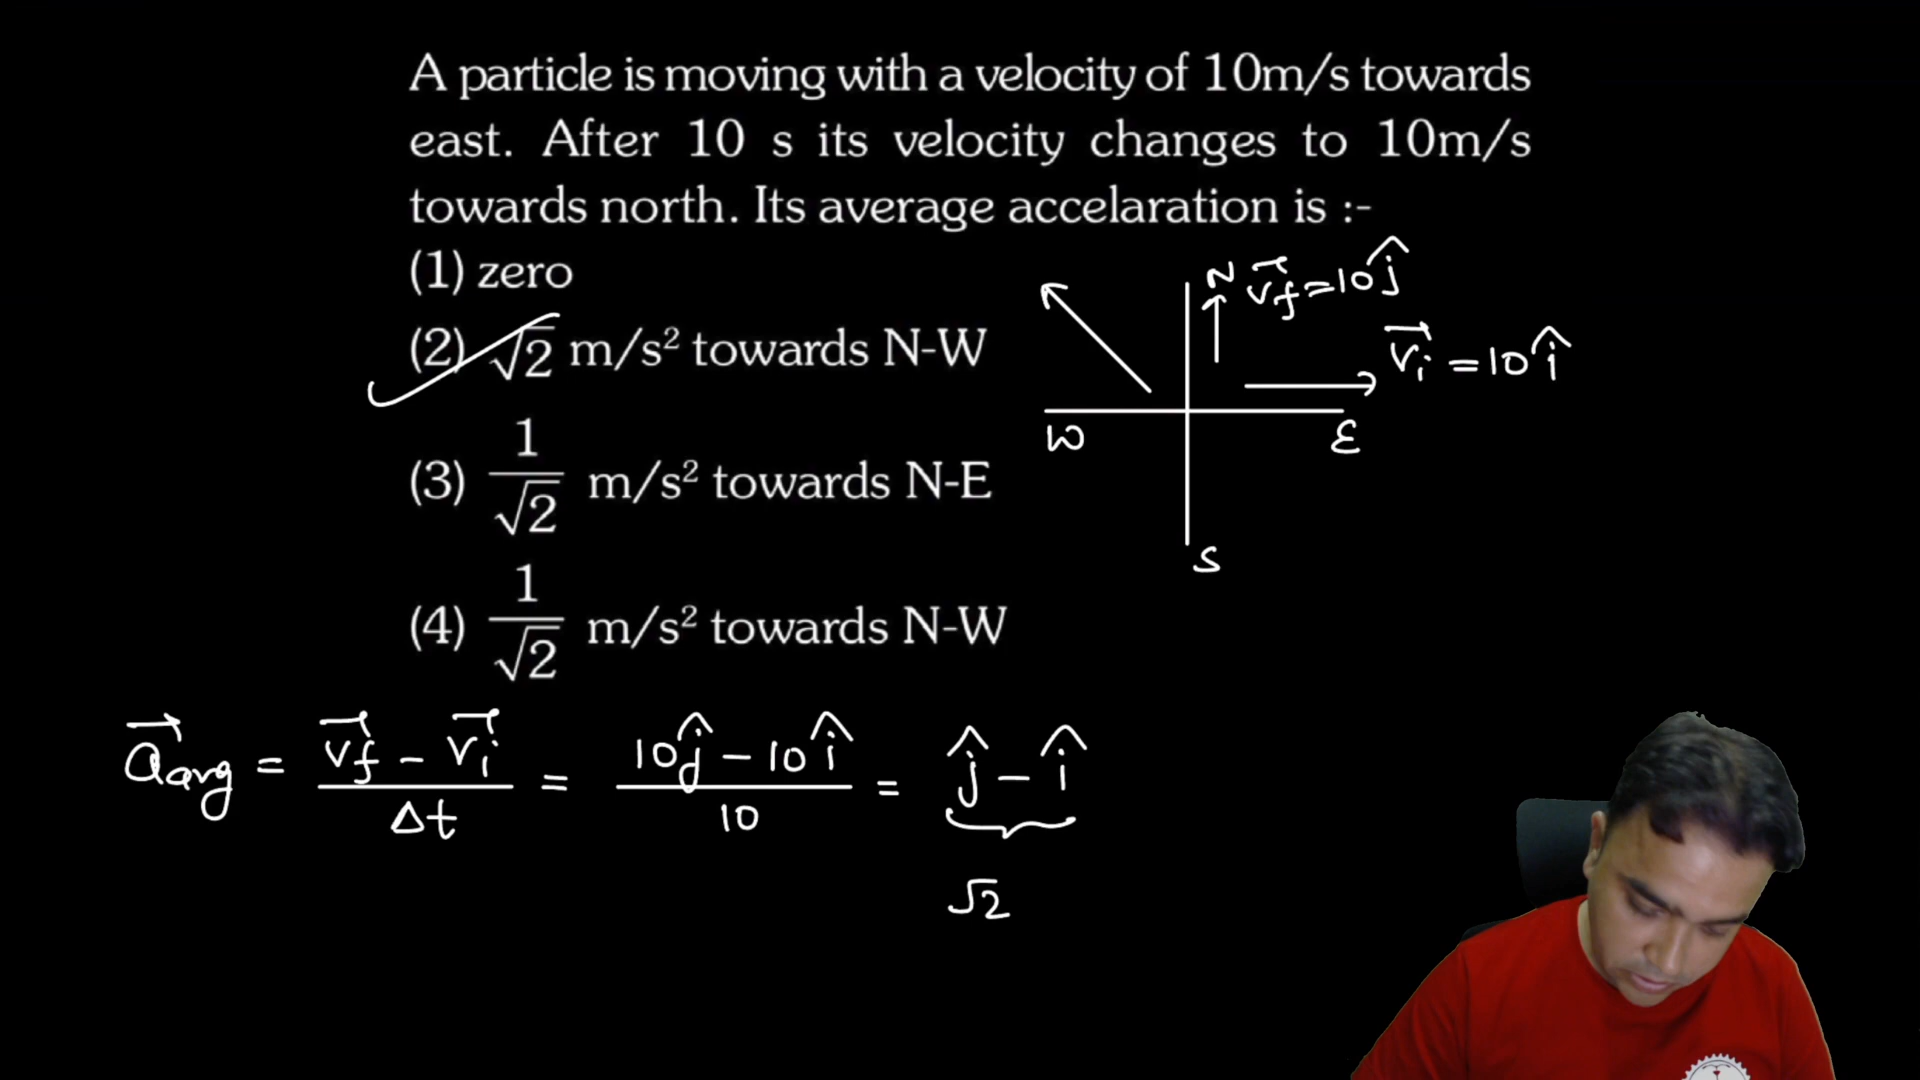 A particle is moving with a velocity of 10m/s towards
east. After 10 s its velocity changes to 10m/s
towards north. Its average accelaration is :-
(1) zero
(2) √2 m/s² towards N-W
(3) 1/√2 m/s² towards N-E
(4) 1/√2 m/s² towards N-W
N v⃗f = 10ĵ
v⃗i = 10î
W E
S
a⃗avg = (v⃗f − v⃗i)/Δt = (10ĵ − 10î)/10 = ĵ − î
√2